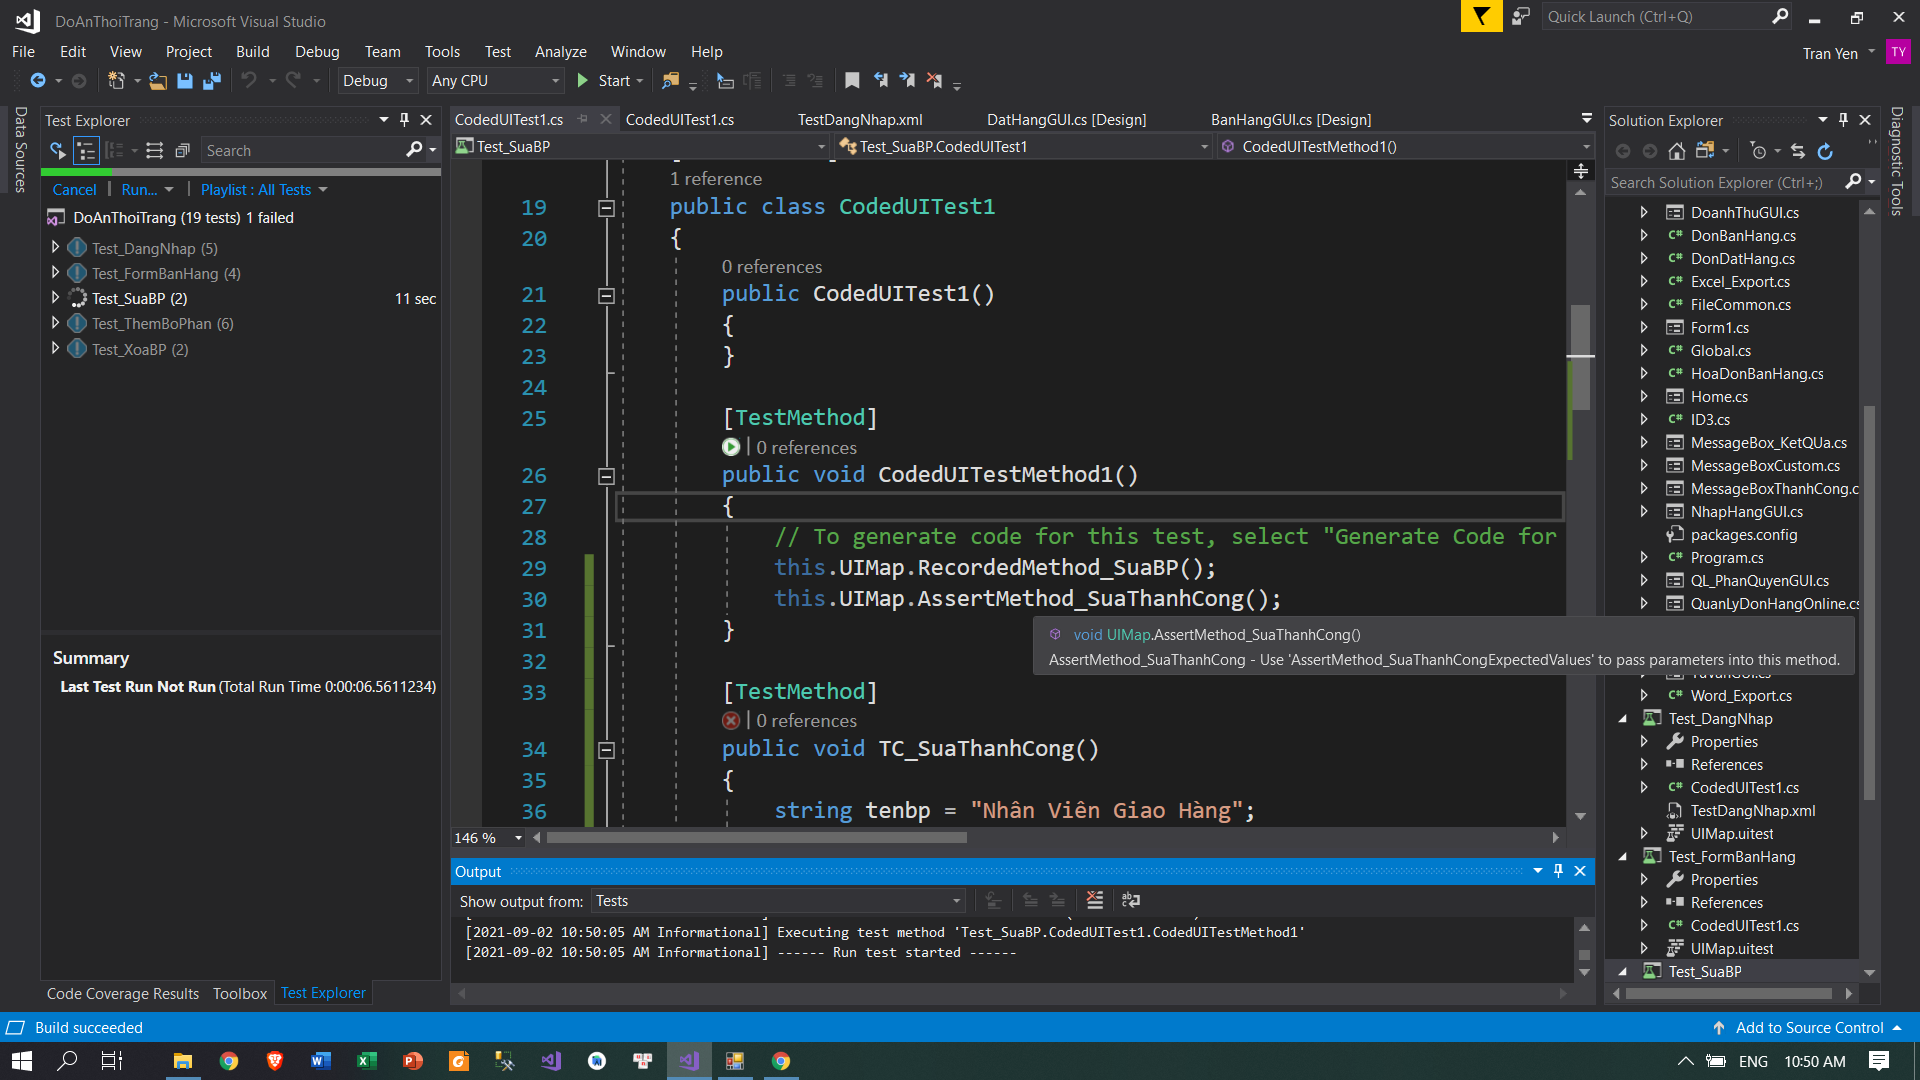 DoAnThoiTrang - Microsoft Visual Studio
Quick Launch (Ctrl+Q)
File Edit View Project Build Debug Team Tools Test Analyze Window Help
Tran Yen
TY
Debug
Any CPU
Start
Data Sources
Test Explorer
Search
Cancel | Run... | Playlist : All Tests
DoAnThoiTrang (19 tests) 1 failed
Test_DangNhap (5)
Test_FormBanHang (4)
Test_SuaBP (2) 11 sec
Test_ThemBoPhan (6)
Test_XoaBP (2)
Summary
Last Test Run Not Run (Total Run Time 0:00:06.5611234)
Code Coverage Results Toolbox Test Explorer
CodedUITest1.cs CodedUITest1.cs TestDangNhap.xml DatHangGUI.cs [Design] BanHangGUI.cs [Design]
Test_SuaBP Test_SuaBP.CodedUITest1 CodedUITestMethod1()
1 reference
19 public class CodedUITest1
20 {
0 references
21 public CodedUITest1()
22 {
23 }
24
25 [TestMethod]
| 0 references
26 public void CodedUITestMethod1()
27 {
28 // To generate code for this test, select "Generate Code for
29 this.UIMap.RecordedMethod_SuaBP();
30 this.UIMap.AssertMethod_SuaThanhCong();
31 }
32
33 [TestMethod]
| 0 references
34 public void TC_SuaThanhCong()
35 {
36 string tenbp = "Nhân Viên Giao Hàng";
void UIMap.AssertMethod_SuaThanhCong()
AssertMethod_SuaThanhCong - Use 'AssertMethod_SuaThanhCongExpectedValues' to pass parameters into this method.
146 %
Output
Show output from: Tests
[2021-09-02 10:50:05 AM Informational] Executing test method 'Test_SuaBP.CodedUITest1.CodedUITestMethod1'
[2021-09-02 10:50:05 AM Informational] ------ Run test started ------
Solution Explorer
Search Solution Explorer (Ctrl+;)
DoanhThuGUI.cs
DonBanHang.cs
DonDatHang.cs
Excel_Export.cs
FileCommon.cs
Form1.cs
Global.cs
HoaDonBanHang.cs
Home.cs
ID3.cs
MessageBox_KetQUa.cs
MessageBoxCustom.cs
MessageBoxThanhCong.c
NhapHangGUI.cs
packages.config
Program.cs
QL_PhanQuyenGUI.cs
QuanLyDonHangOnline.cs
Word_Export.cs
Test_DangNhap
Properties
References
CodedUITest1.cs
TestDangNhap.xml
UIMap.uitest
Test_FormBanHang
Properties
References
CodedUITest1.cs
UIMap.uitest
Test_SuaBP
Diagnostic Tools
Build succeeded
Add to Source Control
ENG 10:50 AM